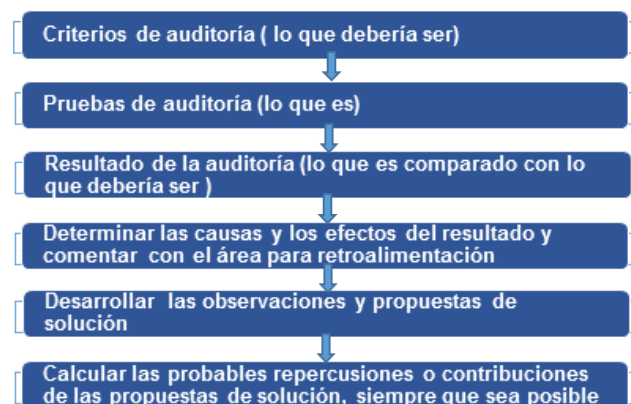 Criterios de auditoría ( lo que debería ser)
Pruebas de auditoría (lo que es)
Resultado de la auditoría (lo que es comparado con lo
que debería ser )
Determinar las causas y los efectos del resultado y
comentar con el área para retroalimentación
Desarrollar las observaciones y propuestas de
solución
Calcular las probables repercusiones o contribuciones
de las propuestas de solución, siempre que sea posible